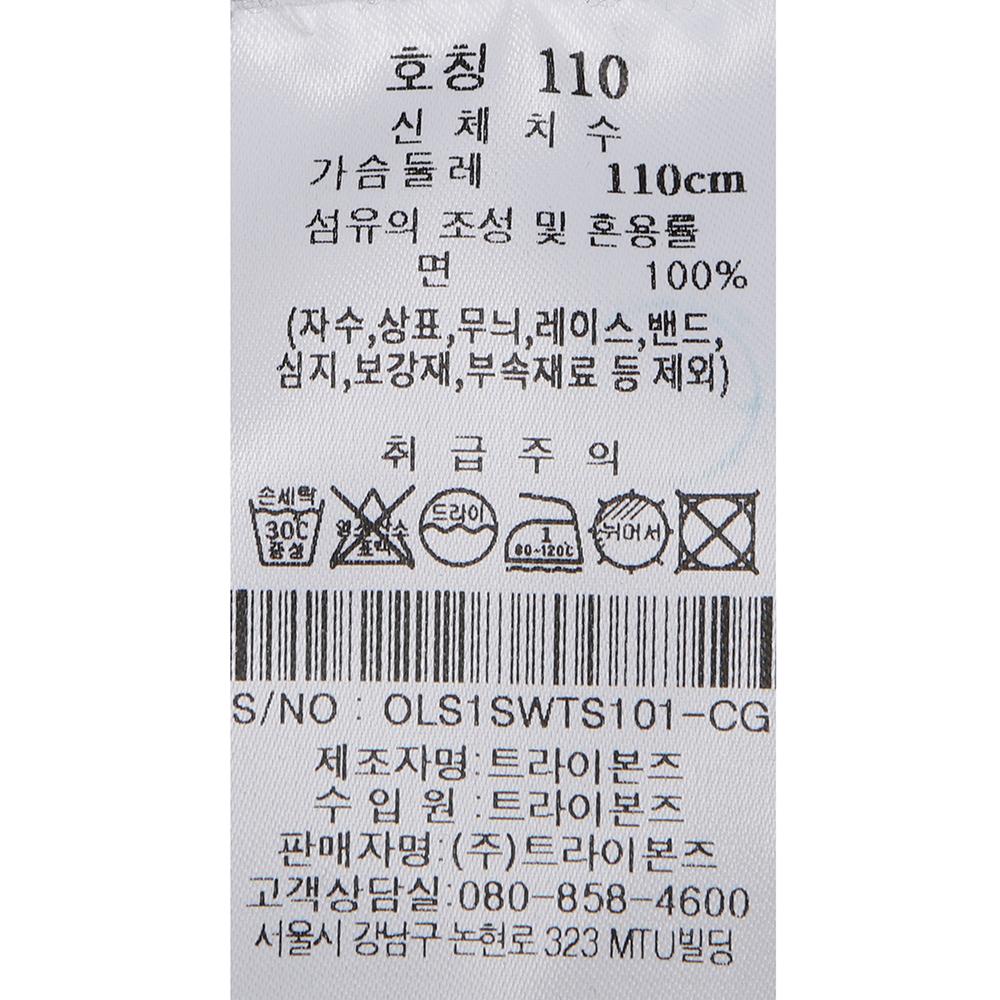 호칭 110
신체치수
가슴둘레 110cm
섬유의 조성 및 혼용률
면 100%
(자수,상표,무늬,레이스,밴드,
심지,보강재,부속재료 등 제외)
취급주의
손세탁 드라이
30℃ 염소산소 1 뉘어서
중성 표백 80~120℃
S/NO : OLS1SWTS101-CG
제조자명:트라이본즈
수 입 원 :트라이본즈
판매자명:(주)트라이본즈
고객상담실:080-858-4600
서울시 강남구 논현로 323 MTU빌딩